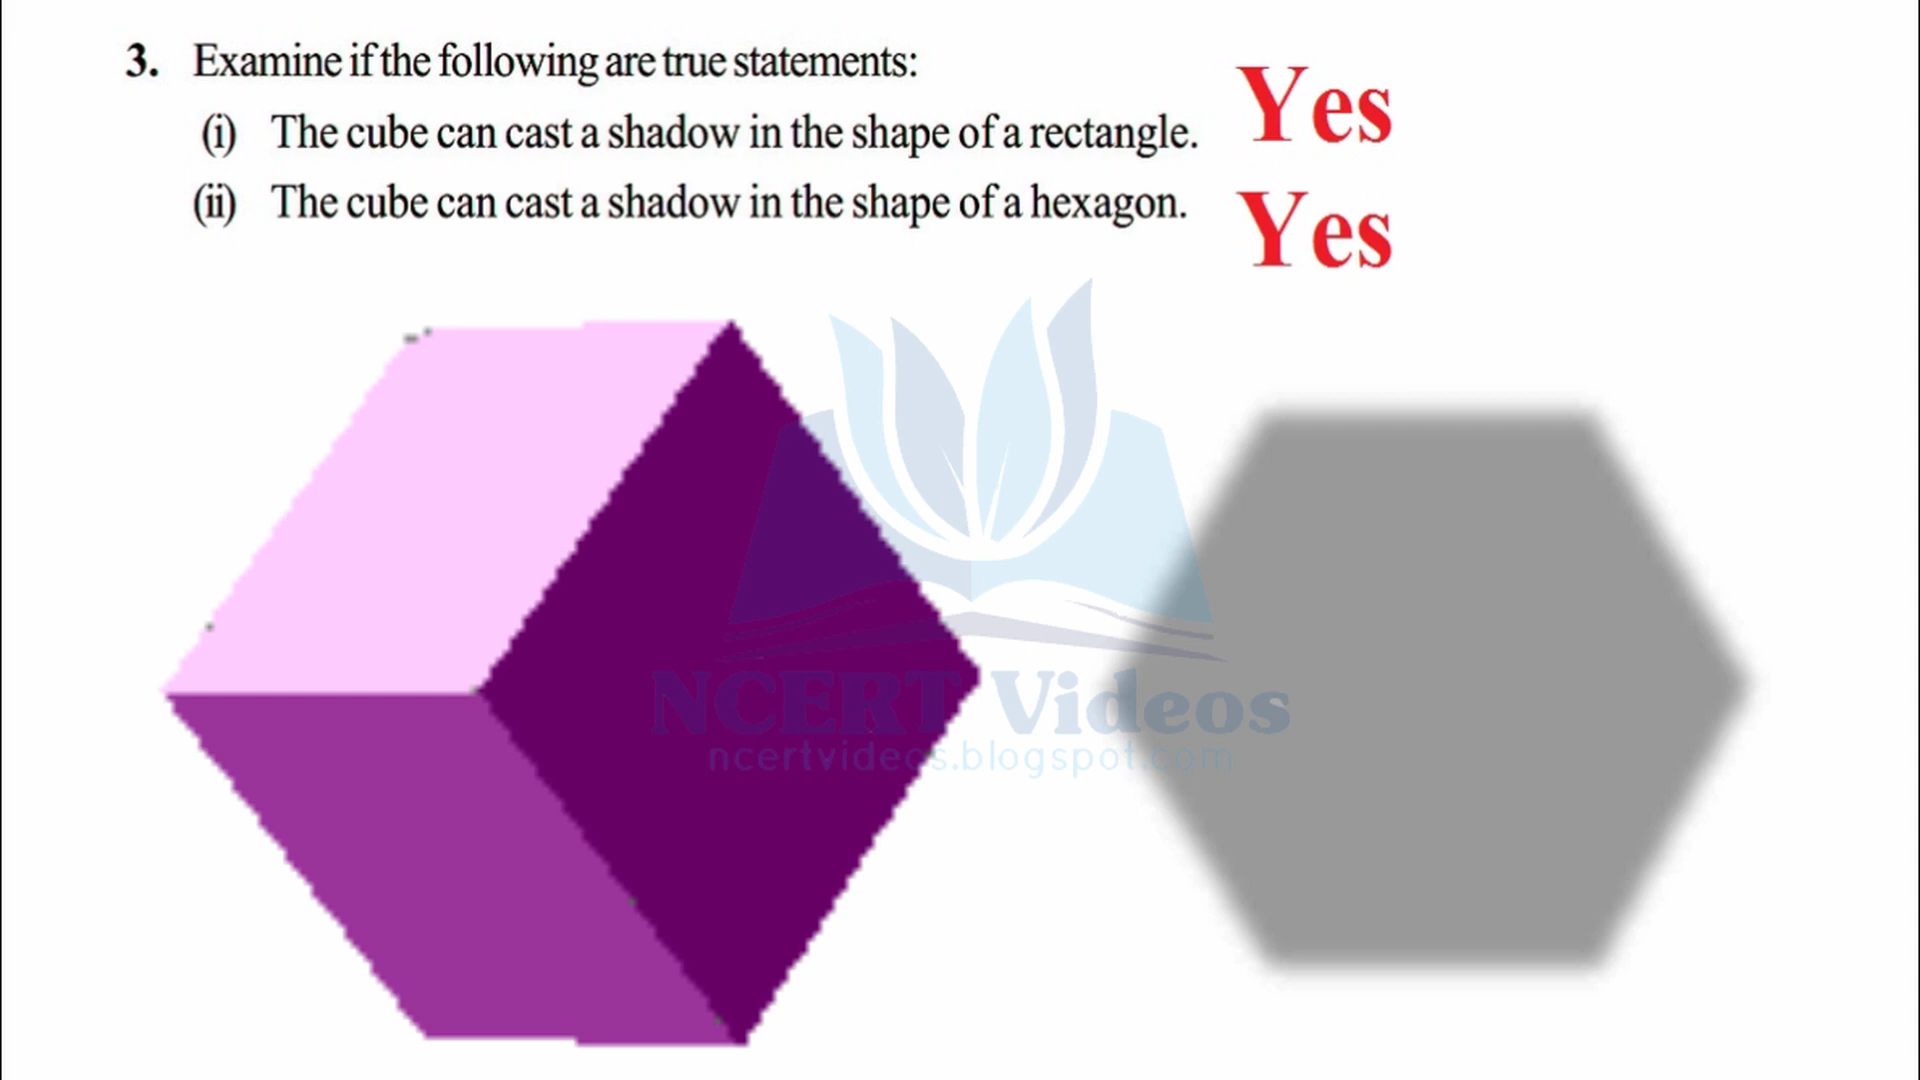 3. Examine if the following are true statements:
(i) The cube can cast a shadow in the shape of a rectangle. Yes
(ii) The cube can cast a shadow in the shape of a hexagon. Yes
NCERT Videos
ncertvideos.blogspot.com